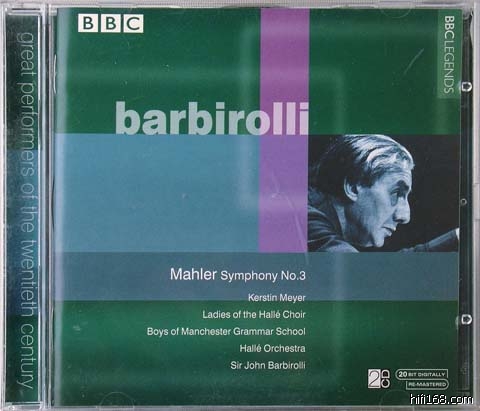 BBC
BBC LEGENDS
great performers of the twentieth century
barbirolli
Mahler Symphony No.3
Kerstin Meyer
Ladies of the Hallé Choir
Boys of Manchester Grammar School
Hallé Orchestra
Sir John Barbirolli
2 CD
20 BIT DIGITALLY
RE-MASTERED
hifi168.com